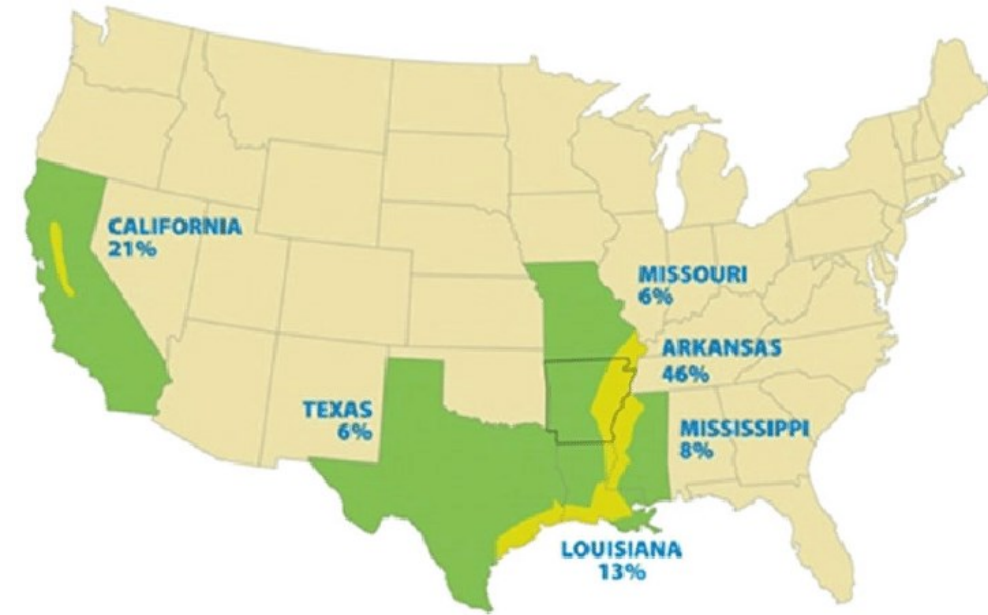 CALIFORNIA
21%
MISSOURI
6%
ARKANSAS
46%
TEXAS
6%
MISSISSIPPI
8%
LOUISIANA
13%